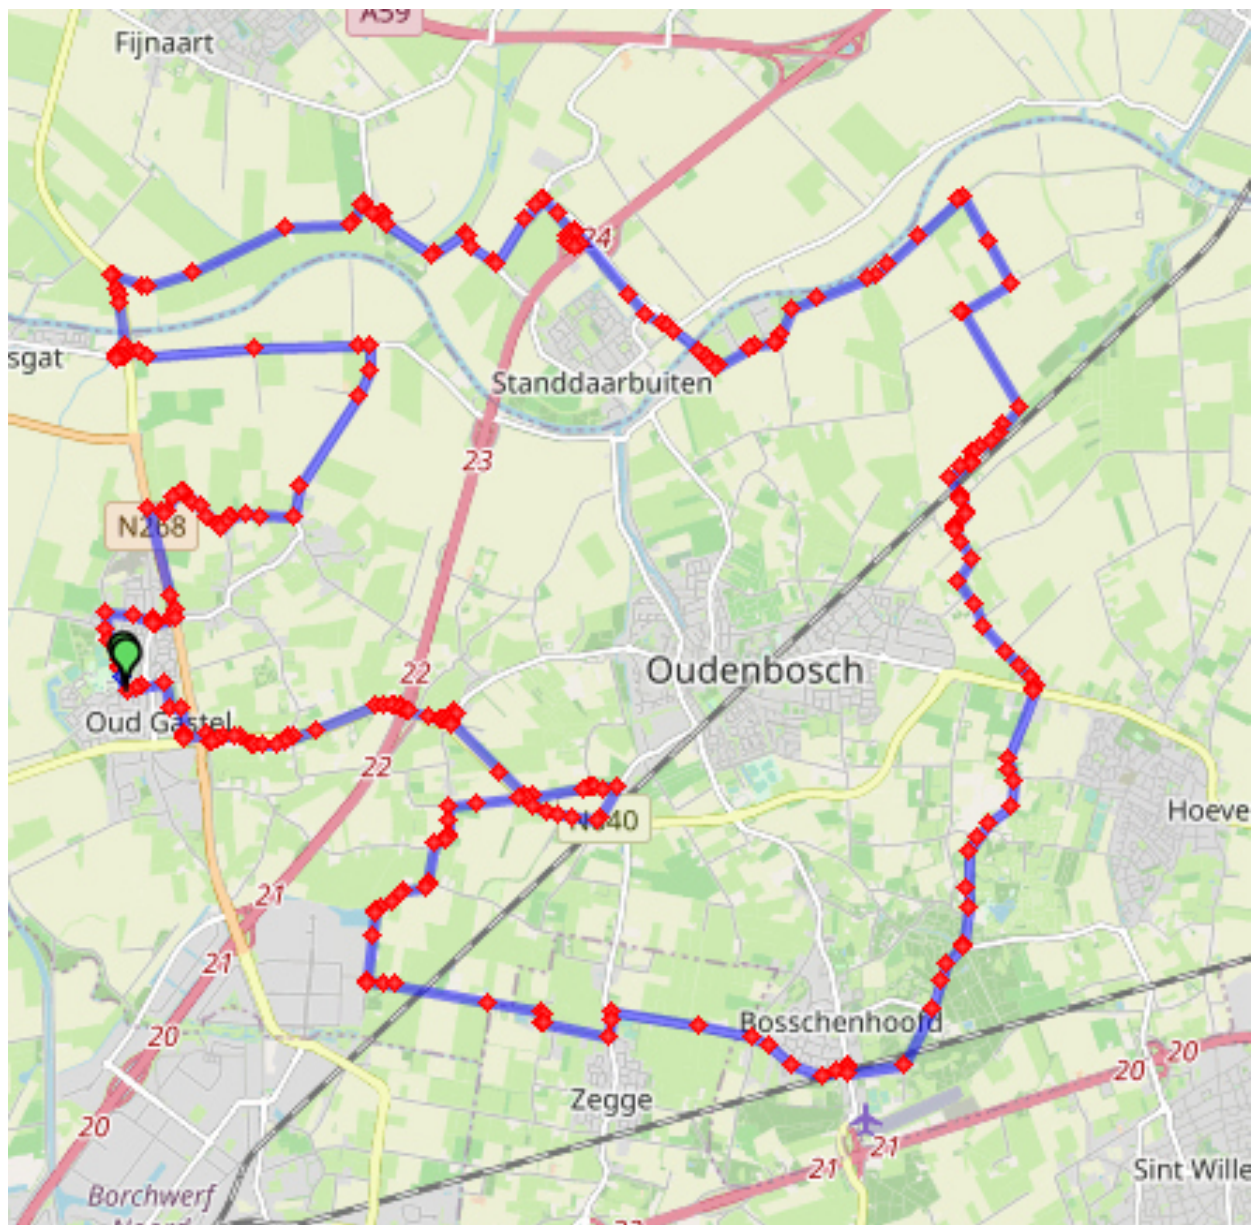 A59
Fijnaart
24
sgat
Standdaarbuiten
23
N268
22
Oudenbosch
Oud Gastel
22
Hoeve
N640
21
21
20
Bosschenhoofd
20
20
Zegge
20
21
21
Sint Wille
Borchwerf
Noord